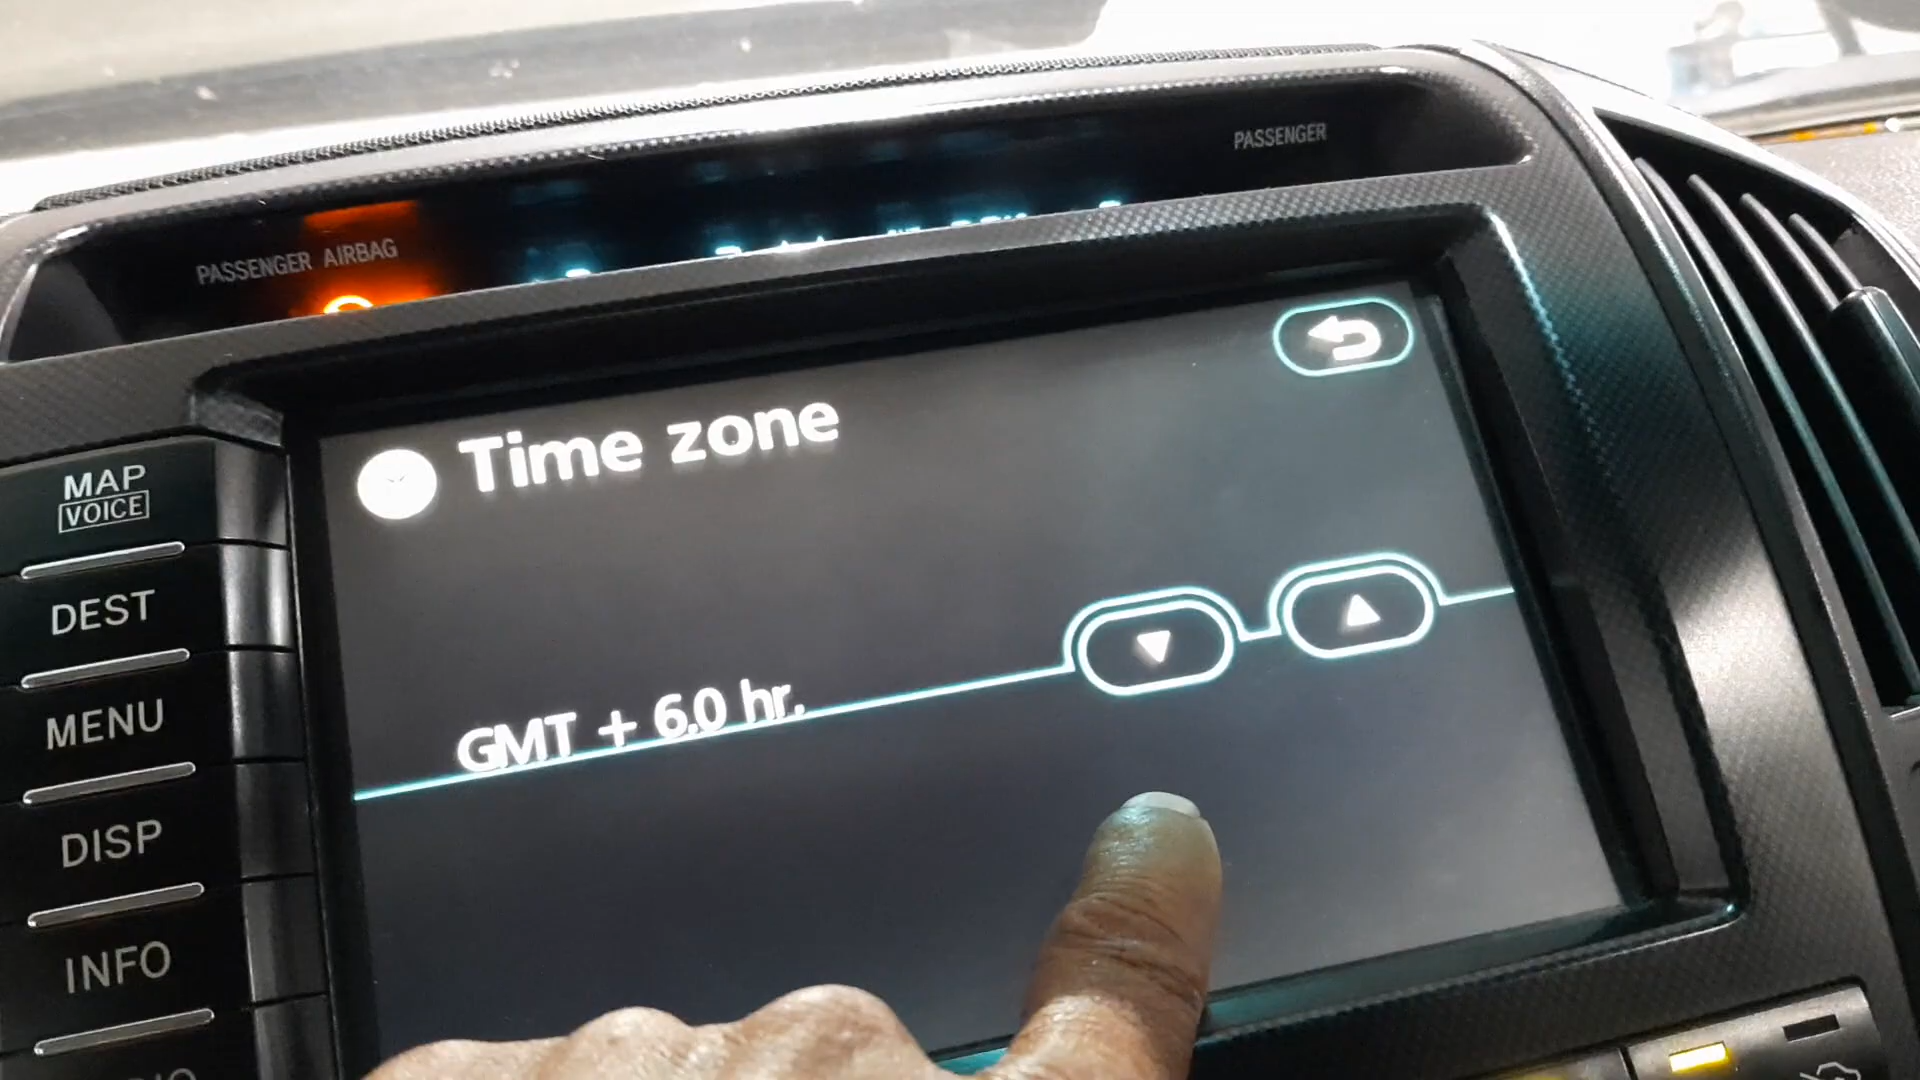 PASSENGER
PASSENGER AIRBAG
Time zone
MAP
VOICE
DEST
GMT + 6.0 hr.
MENU
DISP
INFO